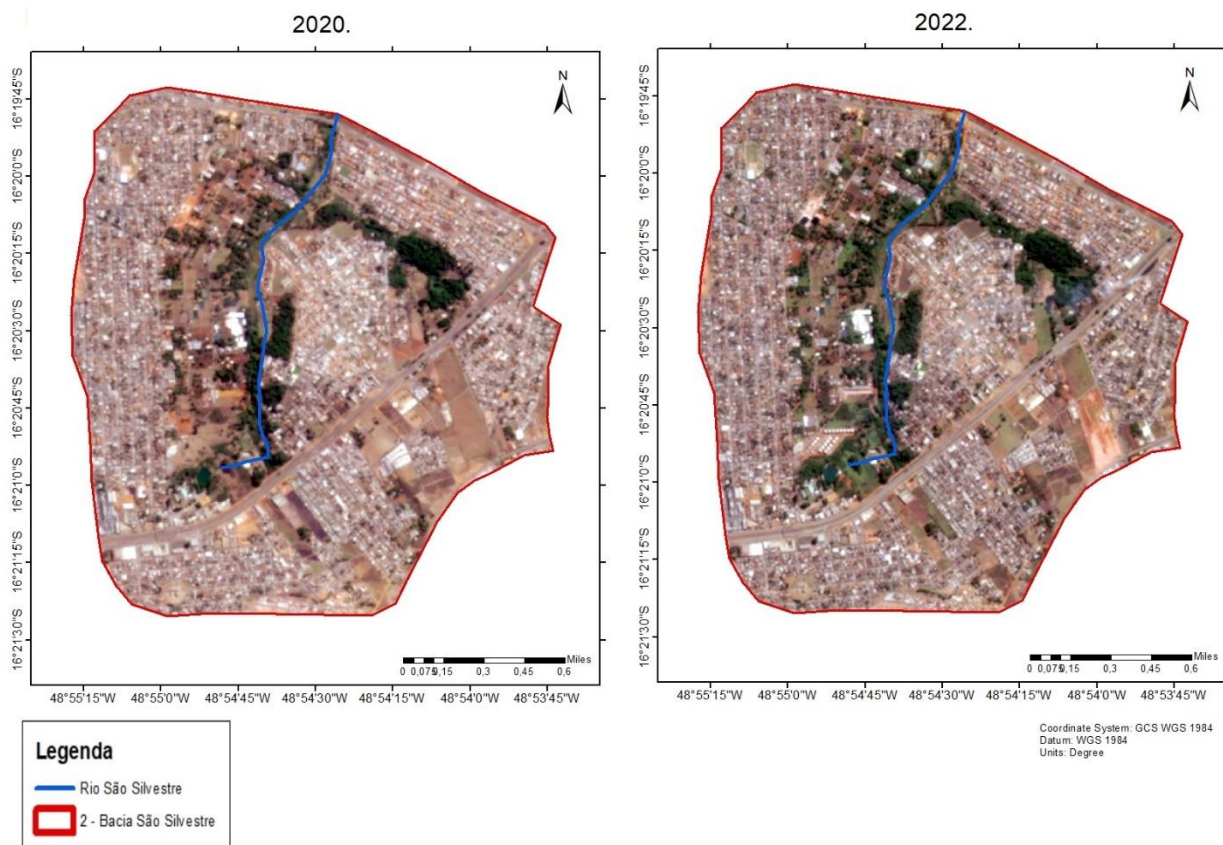 2020.
2022.
N
N
16°19'45"S
16°20'0"S
16°20'15"S
16°20'30"S
16°20'45"S
16°21'0"S
16°21'15"S
16°21'30"S
16°19'45"S
16°20'0"S
16°20'15"S
16°20'30"S
16°20'45"S
16°21'0"S
16°21'15"S
16°21'30"S
Miles
0 0,075 0,15 0,3 0,45 0,6
Miles
0 0,075 0,15 0,3 0,45 0,6
48°55'15"W 48°55'0"W 48°54'45"W 48°54'30"W 48°54'15"W 48°54'0"W 48°53'45"W
48°55'15"W 48°55'0"W 48°54'45"W 48°54'30"W 48°54'15"W 48°54'0"W 48°53'45"W
Coordinate System: GCS WGS 1984
Datum: WGS 1984
Units: Degree
Legenda
Rio São Silvestre
2 - Bacia São Silvestre